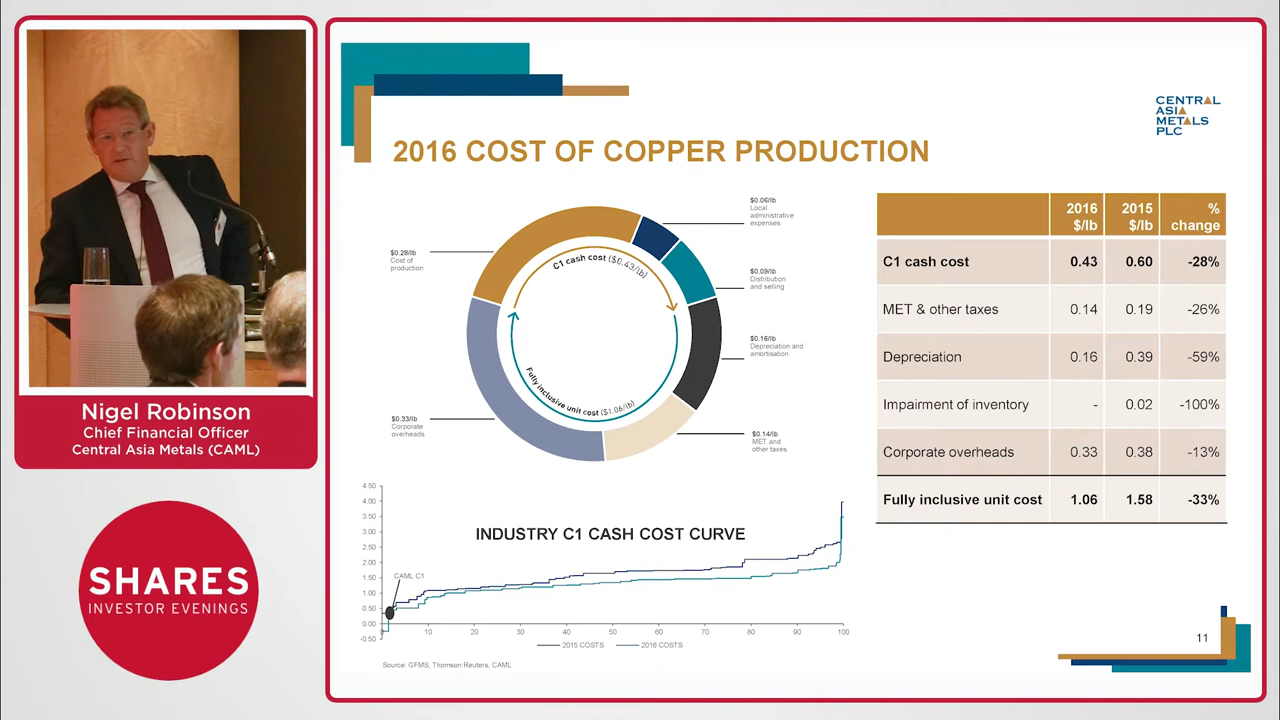 Nigel Robinson
Chief Financial Officer
Central Asia Metals (CAML)
SHARES
INVESTOR EVENINGS
CENTRAL
ASIA
METALS
PLC
2016 COST OF COPPER PRODUCTION
$0.28/lb
Cost of
production
$0.06/lb
Local
administrative
expenses
$0.09/lb
Distribution
and selling
$0.16/lb
Depreciation and
amortisation
$0.14/lb
MET and
other taxes
$0.33/lb
Corporate
overheads
C1 cash cost ($0.43/lb)
Fully inclusive unit cost ($1.06/lb)
2016 $/lb 2015 $/lb % change
C1 cash cost 0.43 0.60 -28%
MET & other taxes 0.14 0.19 -26%
Depreciation 0.16 0.39 -59%
Impairment of inventory - 0.02 -100%
Corporate overheads 0.33 0.38 -13%
Fully inclusive unit cost 1.06 1.58 -33%
INDUSTRY C1 CASH COST CURVE
4.50
4.00
3.50
3.00
2.50
2.00
1.50
1.00
0.50
0.00
-0.50
CAML C1
0 10 20 30 40 50 60 70 80 90 100
2015 COSTS 2016 COSTS
Source: GFMS, Thomson Reuters, CAML
11